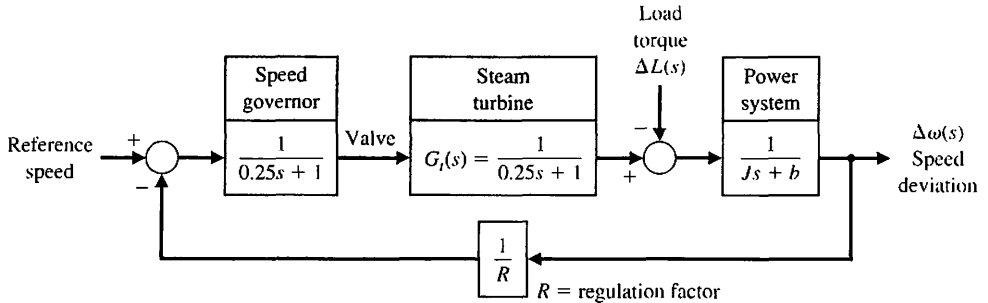 Load
torque
ΔL(s)
Speed
governor
Steam
turbine
Power
system
Reference
speed
+
−
1
0.25s + 1
Valve
G_t(s) =
1
0.25s + 1
+
−
1
Js + b
Δω(s)
Speed
deviation
1
R
R = regulation factor